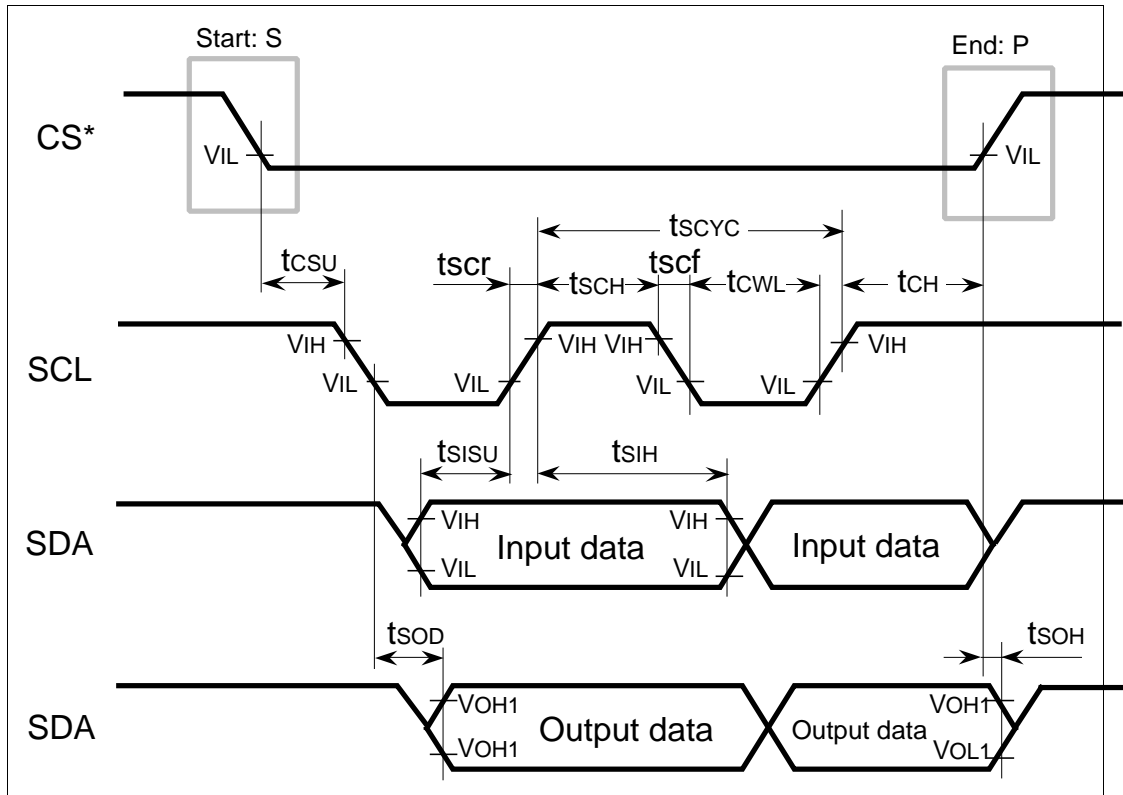 Start: S
End: P
CS*
VIL
VIL
tSCYC
tCSU
tscr
tSCH
tscf
tCWL
tCH
SCL
VIH
VIL
VIL
VIH
VIH
VIL
VIL
VIH
tSISU
tSIH
SDA
VIH
VIL
Input data
VIH
VIL
Input data
tSOD
tSOH
SDA
VOH1
VOH1
Output data
Output data
VOH1
VOL1